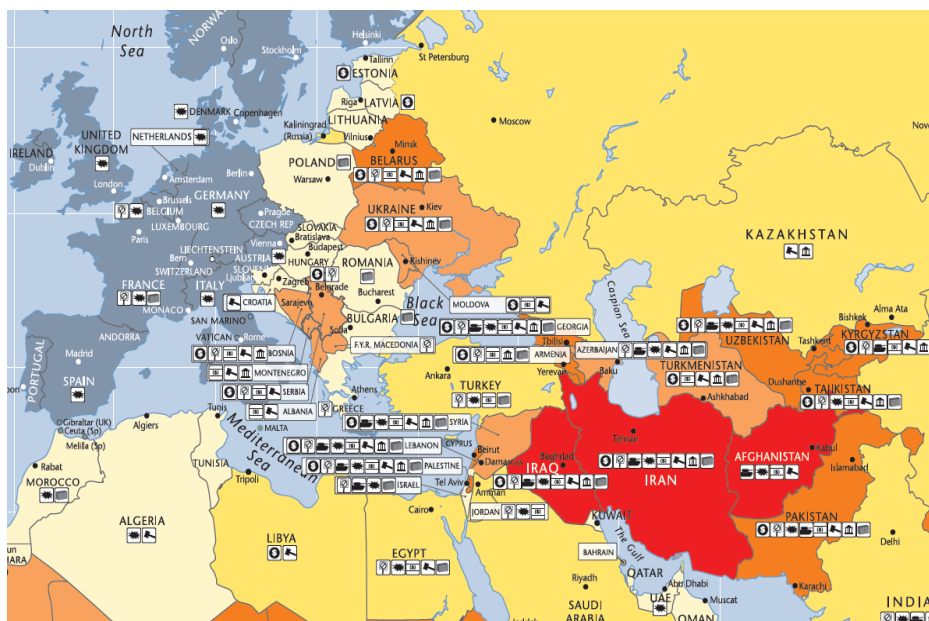 North
Sea
NORWAY
Oslo
Stockholm
Helsinki
Tallinn
St Petersburg
ESTONIA
Riga
LATVIA
LITHUANIA
Vilnius
Kaliningrad
(Russia)
Moscow
DENMARK
Copenhagen
NETHERLANDS
UNITED
KINGDOM
IRELAND
Dublin
London
Amsterdam
Berlin
Brussels
BELGIUM
LUXEMBOURG
GERMANY
POLAND
Warsaw
Minsk
BELARUS
Paris
Prague
CZECH REP
UKRAINE
Kiev
KAZAKHSTAN
LIECHTENSTEIN
Bern
SWITZERLAND
Vienna
AUSTRIA
SLOVAKIA
Bratislava
Budapest
HUNGARY
Kishinev
ROMANIA
Bucharest
FRANCE
MONACO
ITALY
Ljubljana
Zagreb
CROATIA
Sarajevo
Belgrade
BULGARIA
Sofia
Black
Sea
MOLDOVA
GEORGIA
Caspian Sea
Alma Ata
Bishkok
KYRGYZSTAN
UZBEKISTAN
Tashkent
SAN MARINO
VATICAN
Rome
ANDORRA
F.Y.R. MACEDONIA
BOSNIA
MONTENEGRO
SERBIA
ALBANIA
GREECE
Athens
Tbilisi
ARMENIA
Yerevan
AZERBAIJAN
Baku
TURKMENISTAN
Ashkhabad
Dushanbe
TAJIKISTAN
PORTUGAL
Madrid
SPAIN
Ankara
TURKEY
Gibraltar (UK)
Ceuta (Sp)
Melilla (Sp)
Algiers
Tunis
TUNISIA
MALTA
Mediterranean
Sea
SYRIA
CYPRUS
LEBANON
Beirut
Damascus
PALESTINE
ISRAEL
Tel Aviv
Amman
JORDAN
Baghdad
IRAQ
IRAN
AFGHANISTAN
Kabul
Islamabad
PAKISTAN
Rabat
MOROCCO
Tripoli
Cairo
KUWAIT
The Gulf
ALGERIA
LIBYA
EGYPT
BAHRAIN
QATAR
Riyadh
Abu Dhabi
UAE
Muscat
OMAN
SAUDI
ARABIA
Karachi
Delhi
INDIA